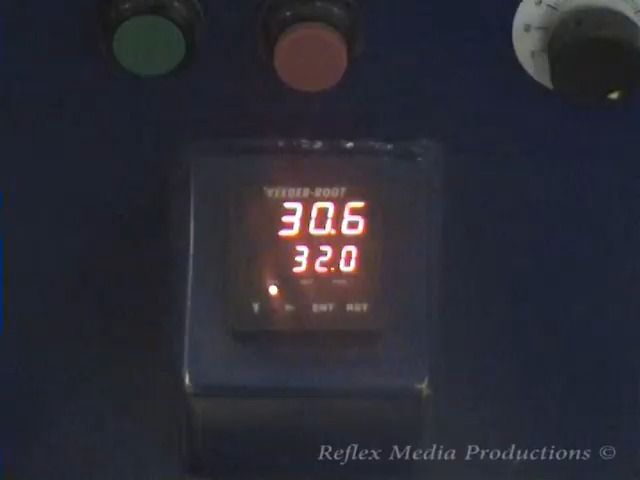 VEEDER-ROOT
30.6
32.0
ENT RST
Reflex Media Productions ©